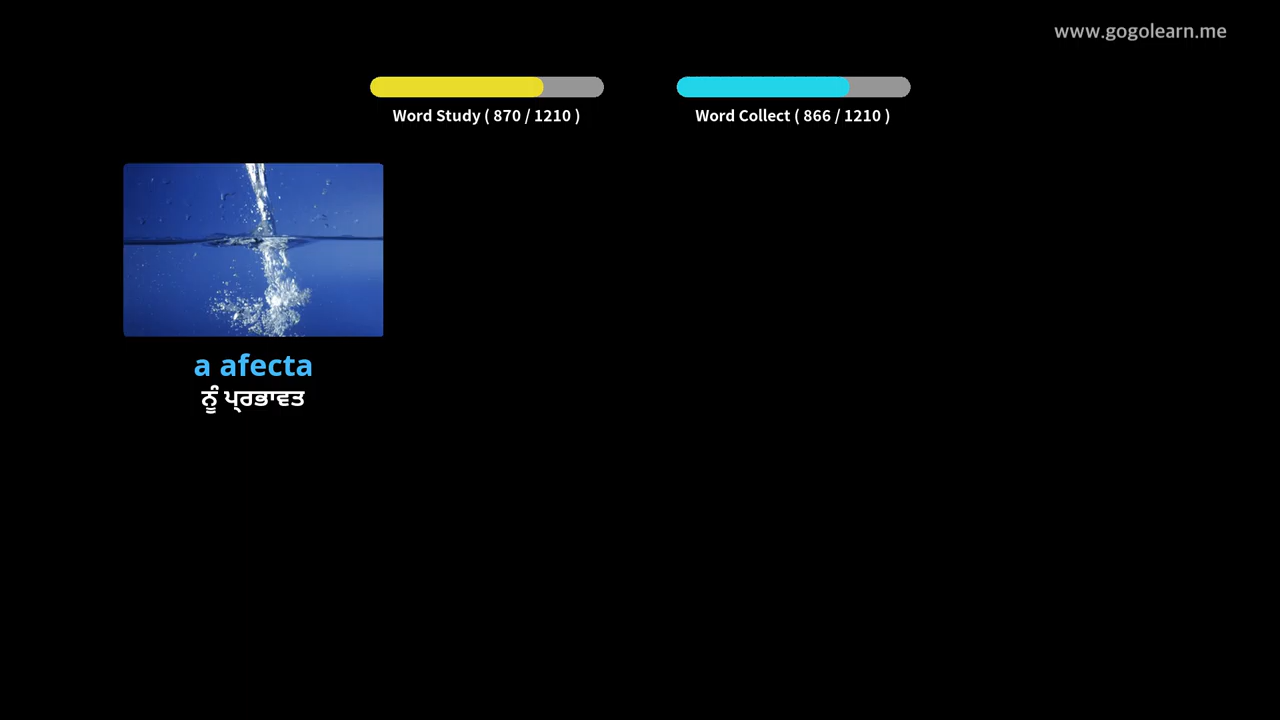 www.gogolearn.me
Word Study ( 870 / 1210 )
Word Collect ( 866 / 1210 )
a afecta
ਨੂੰ ਪ੍ਰਭਾਵਤ